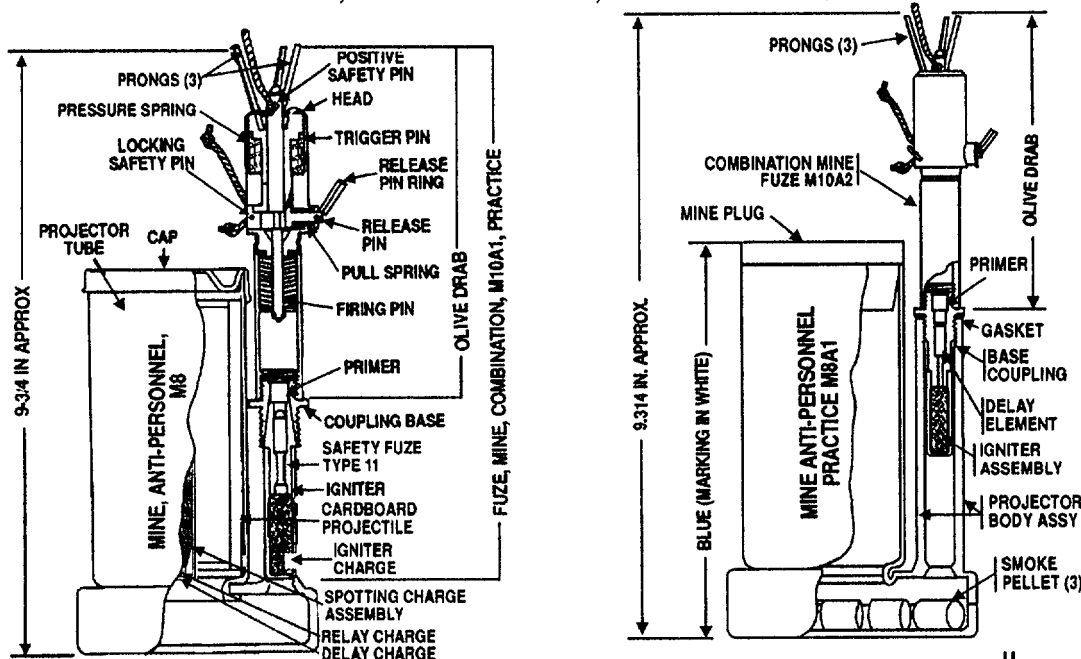 PRONGS (3)
POSITIVE
SAFETY PIN
HEAD
PRESSURE SPRING
TRIGGER PIN
LOCKING
SAFETY PIN
RELEASE
PIN RING
RELEASE
PIN
PROJECTOR
TUBE
CAP
PULL SPRING
FIRING PIN
9-3/4 IN APPROX
MINE, ANTI-PERSONNEL,
M8
OLIVE DRAB
FUZE, MINE, COMBINATION, M10A1, PRACTICE
PRIMER
COUPLING BASE
SAFETY FUZE
TYPE 11
IGNITER
CARDBOARD
PROJECTILE
IGNITER
CHARGE
SPOTTING CHARGE
ASSEMBLY
RELAY CHARGE
DELAY CHARGE
PRONGS (3)
COMBINATION MINE
FUZE M10A2
OLIVE DRAB
MINE PLUG
PRIMER
GASKET
BASE
COUPLING
DELAY
ELEMENT
IGNITER
ASSEMBLY
9.314 IN. APPROX.
BLUE (MARKING IN WHITE)
MINE ANTI-PERSONNEL
PRACTICE M8A1
PROJECTOR
BODY ASSY
SMOKE
PELLET (3)